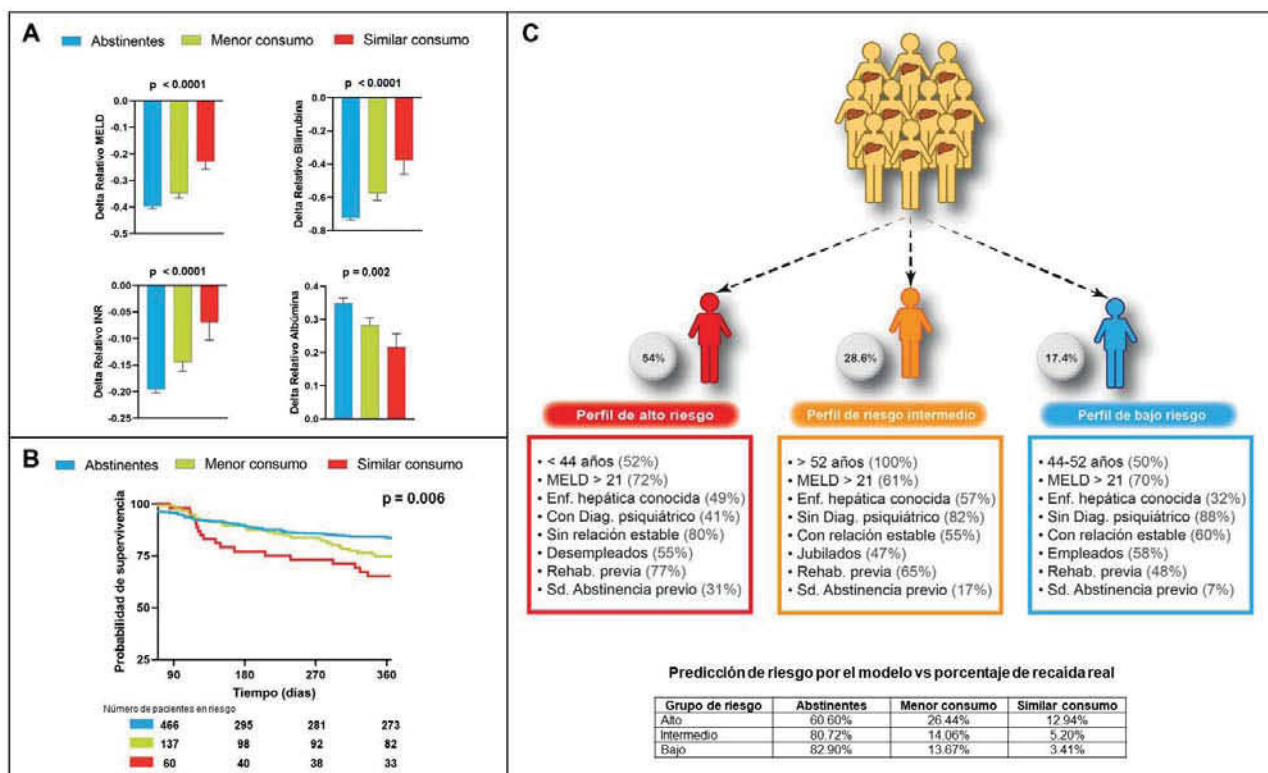 A
Abstinentes Menor consumo Similar consumo
p < 0.0001
Delta Relativo MELD
0.0
-0.1
-0.2
-0.3
-0.4
-0.5
p < 0.0001
Delta Relativo Bilirrubina
0.0
-0.2
-0.4
-0.6
-0.8
p < 0.0001
Delta Relativo INR
0.00
-0.05
-0.10
-0.15
-0.20
-0.25
p = 0.002
Delta Relativo Albúmina
0.4
0.3
0.2
0.1
0.0
B
Abstinentes Menor consumo Similar consumo
p = 0.006
Probabilidad de supervivencia
100
75
50
25
90 180 270 360
Tiempo (días)
Número de pacientes en riesgo
466 295 281 273
137 98 92 82
60 40 38 33
C
54% 28.6% 17.4%
Perfil de alto riesgo
• < 44 años (52%)
• MELD > 21 (72%)
• Enf. hepática conocida (49%)
• Con Diag. psiquiátrico (41%)
• Sin relación estable (80%)
• Desempleados (55%)
• Rehab. previa (77%)
• Sd. Abstinencia previo (31%)
Perfil de riesgo intermedio
• > 52 años (100%)
• MELD > 21 (61%)
• Enf. hepática conocida (57%)
• Sin Diag. psiquiátrico (82%)
• Con relación estable (55%)
• Jubilados (47%)
• Rehab. previa (65%)
• Sd. Abstinencia previo (17%)
Perfil de bajo riesgo
• 44-52 años (50%)
• MELD > 21 (70%)
• Enf. hepática conocida (32%)
• Sin Diag. psiquiátrico (88%)
• Con relación estable (60%)
• Empleados (58%)
• Rehab. previa (48%)
• Sd. Abstinencia previo (7%)
Predicción de riesgo por el modelo vs porcentaje de recaída real
Grupo de riesgo Abstinentes Menor consumo Similar consumo
Alto 60.60% 26.44% 12.94%
Intermedio 80.72% 14.06% 5.20%
Bajo 82.90% 13.67% 3.41%